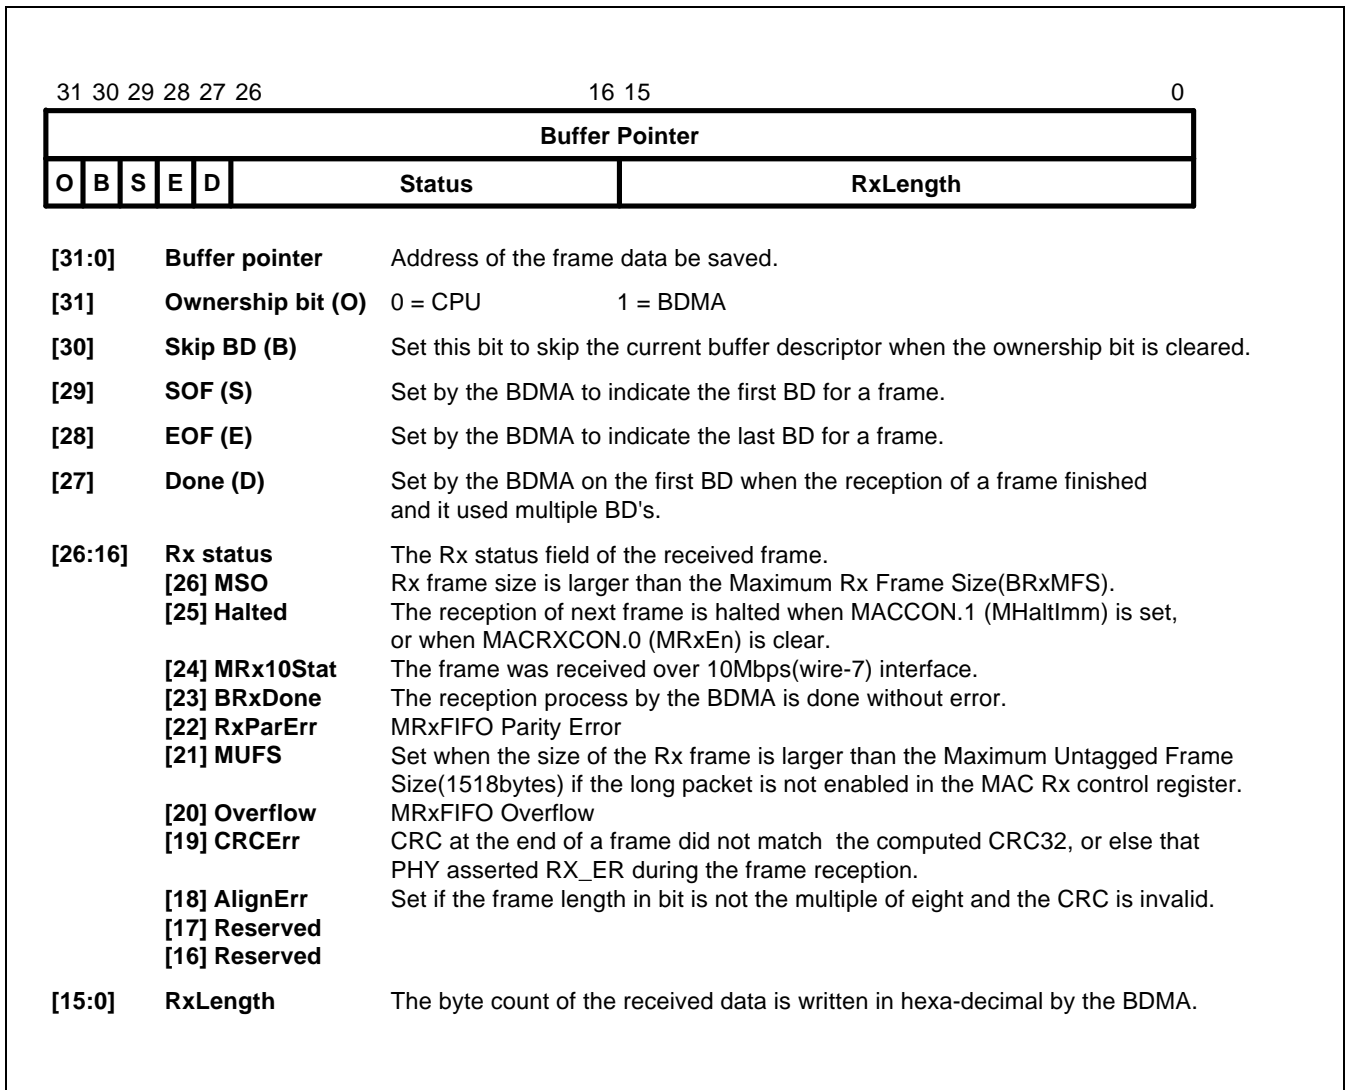 31 30 29 28 27 26 16 15 0
Buffer Pointer
O B S E D Status RxLength
[31:0] Buffer pointer Address of the frame data be saved.
[31] Ownership bit (O) 0 = CPU 1 = BDMA
[30] Skip BD (B) Set this bit to skip the current buffer descriptor when the ownership bit is cleared.
[29] SOF (S) Set by the BDMA to indicate the first BD for a frame.
[28] EOF (E) Set by the BDMA to indicate the last BD for a frame.
[27] Done (D) Set by the BDMA on the first BD when the reception of a frame finished
and it used multiple BD's.
[26:16] Rx status The Rx status field of the received frame.
[26] MSO Rx frame size is larger than the Maximum Rx Frame Size(BRxMFS).
[25] Halted The reception of next frame is halted when MACCON.1 (MHaltImm) is set,
or when MACRXCON.0 (MRxEn) is clear.
[24] MRx10Stat The frame was received over 10Mbps(wire-7) interface.
[23] BRxDone The reception process by the BDMA is done without error.
[22] RxParErr MRxFIFO Parity Error
[21] MUFS Set when the size of the Rx frame is larger than the Maximum Untagged Frame
Size(1518bytes) if the long packet is not enabled in the MAC Rx control register.
[20] Overflow MRxFIFO Overflow
[19] CRCErr CRC at the end of a frame did not match the computed CRC32, or else that
PHY asserted RX_ER during the frame reception.
[18] AlignErr Set if the frame length in bit is not the multiple of eight and the CRC is invalid.
[17] Reserved
[16] Reserved
[15:0] RxLength The byte count of the received data is written in hexa-decimal by the BDMA.